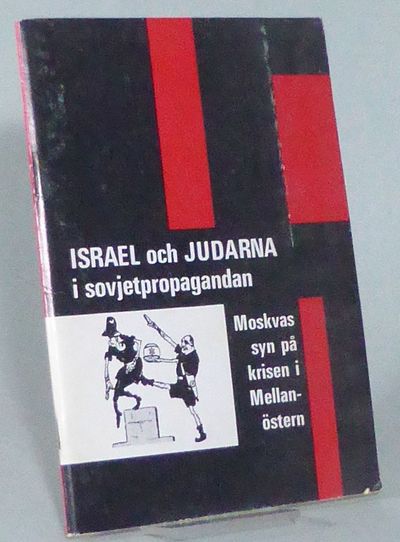 ISRAEL och JUDARNA
i sovjetpropagandan
Moskvas
syn på
krisen i
Mellan-
östern